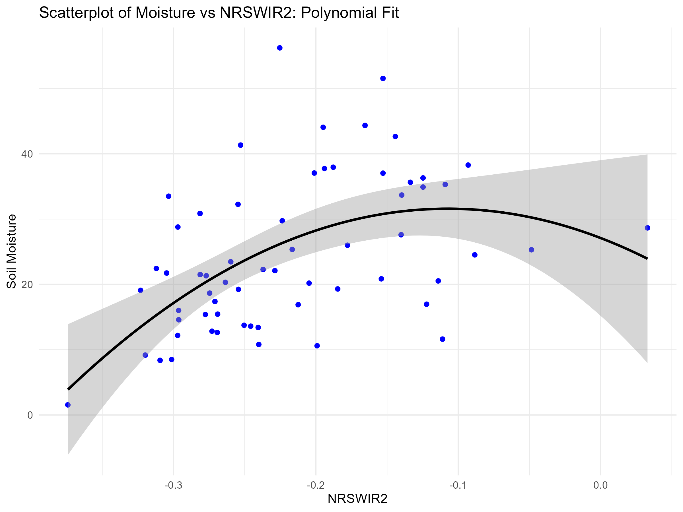 Scatterplot of Moisture vs NRSWIR2: Polynomial Fit
Soil Moisture
40
20
0
-0.3
-0.2
-0.1
0.0
NRSWIR2